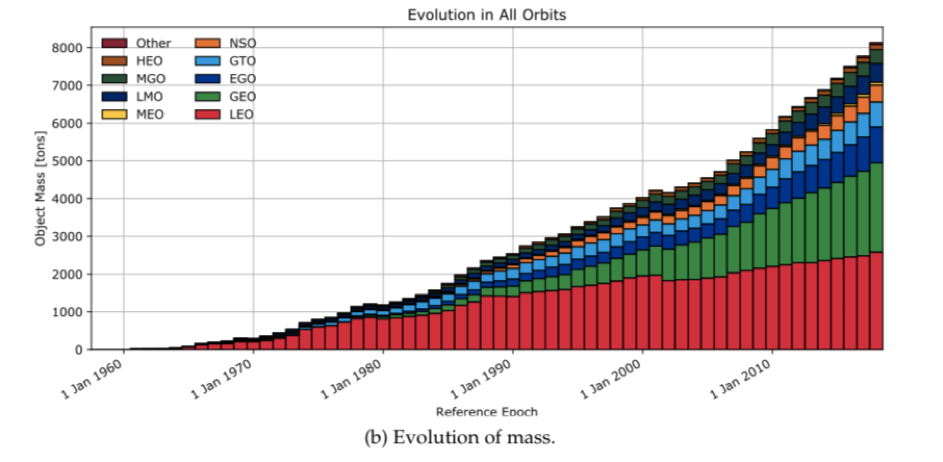 Evolution in All Orbits
Other
HEO
MGO
LMO
MEO
NSO
GTO
EGO
GEO
LEO
Object Mass [tons]
8000
7000
6000
5000
4000
3000
2000
1000
0
1 Jan 1960
1 Jan 1970
1 Jan 1980
1 Jan 1990
1 Jan 2000
1 Jan 2010
Reference Epoch
(b) Evolution of mass.